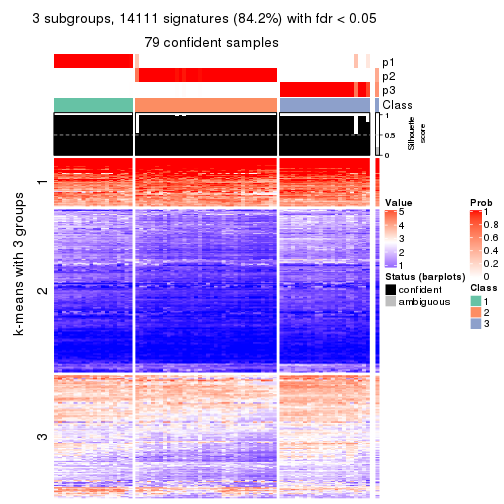 3 subgroups, 14111 signatures (84.2%) with fdr < 0.05
79 confident samples
p1
p2
p3
Class
1
0.5
0
Silhouette
score
k-means with 3 groups
1
2
3
Value
5
4
3
2
1
Status (barplots)
confident
ambiguous
Prob
1
0.8
0.6
0.4
0.2
0
Class
1
2
3